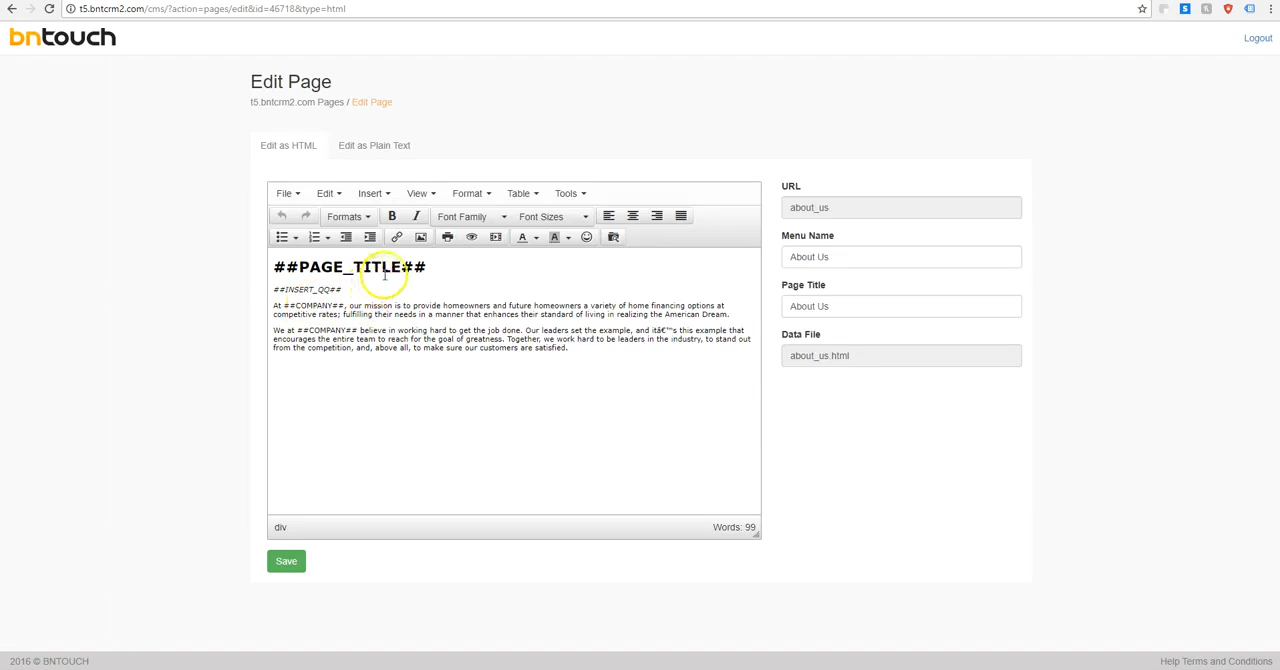 t5.bntcrm2.com/cms/?action=pages/edit&id=46718&type=html
bntouch
Logout
Edit Page
t5.bntcrm2.com Pages / Edit Page
Edit as HTML
Edit as Plain Text
File Edit Insert View Format Table Tools
Formats B I Font Family Font Sizes
A A
##PAGE_TITLE##
##INSERT_QQ##
At ##COMPANY##, our mission is to provide homeowners and future homeowners a variety of home financing options at
competitive rates; fulfilling their needs in a manner that enhances their standard of living in realizing the American Dream.
We at ##COMPANY## believe in working hard to get the job done. Our leaders set the example, and itâ€™s this example that
encourages the entire team to reach for the goal of greatness. Together, we work hard to be leaders in the industry, to stand out
from the competition, and, above all, to make sure our customers are satisfied.
div
Words: 99
Save
URL
about_us
Menu Name
About Us
Page Title
About Us
Data File
about_us.html
2016 © BNTOUCH
Help Terms and Conditions